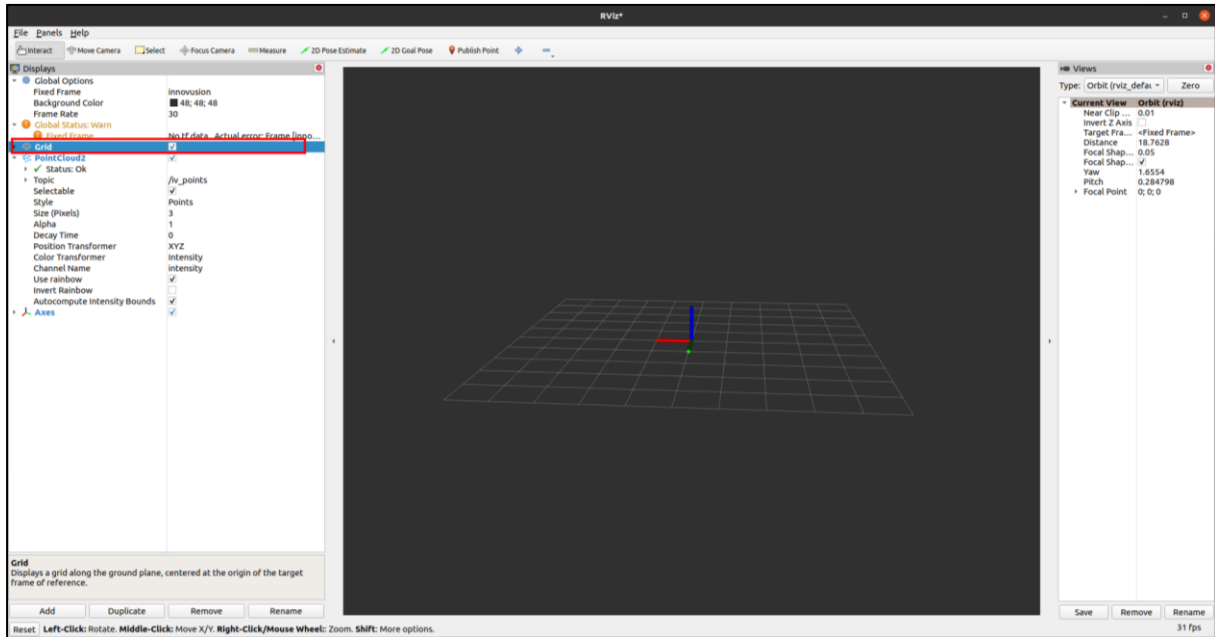 RViz*
File Panels Help
Interact Move Camera Select Focus Camera Measure 2D Pose Estimate 2D Goal Pose Publish Point
Displays
Global Options
Fixed Frame innovusion
Background Color 48; 48; 48
Frame Rate 30
Global Status: Warn
Fixed Frame No tf data. Actual error: Frame [inno...
Grid
PointCloud2
Status: Ok
Topic /iv_points
Selectable
Style Points
Size (Pixels) 3
Alpha 1
Decay Time 0
Position Transformer XYZ
Color Transformer Intensity
Channel Name intensity
Use rainbow
Invert Rainbow
Autocompute Intensity Bounds
Axes
Grid
Displays a grid along the ground plane, centered at the origin of the target
frame of reference.
Add Duplicate Remove Rename
Reset Left-Click: Rotate. Middle-Click: Move X/Y. Right-Click/Mouse Wheel: Zoom. Shift: More options.
Views
Type: Orbit (rviz_defau Zero
Current View Orbit (rviz)
Near Clip ... 0.01
Invert Z Axis
Target Fra... <Fixed Frame>
Distance 18.7628
Focal Shap... 0.05
Focal Shap...
Yaw 1.6554
Pitch 0.284798
Focal Point 0; 0; 0
Save Remove Rename
31 fps